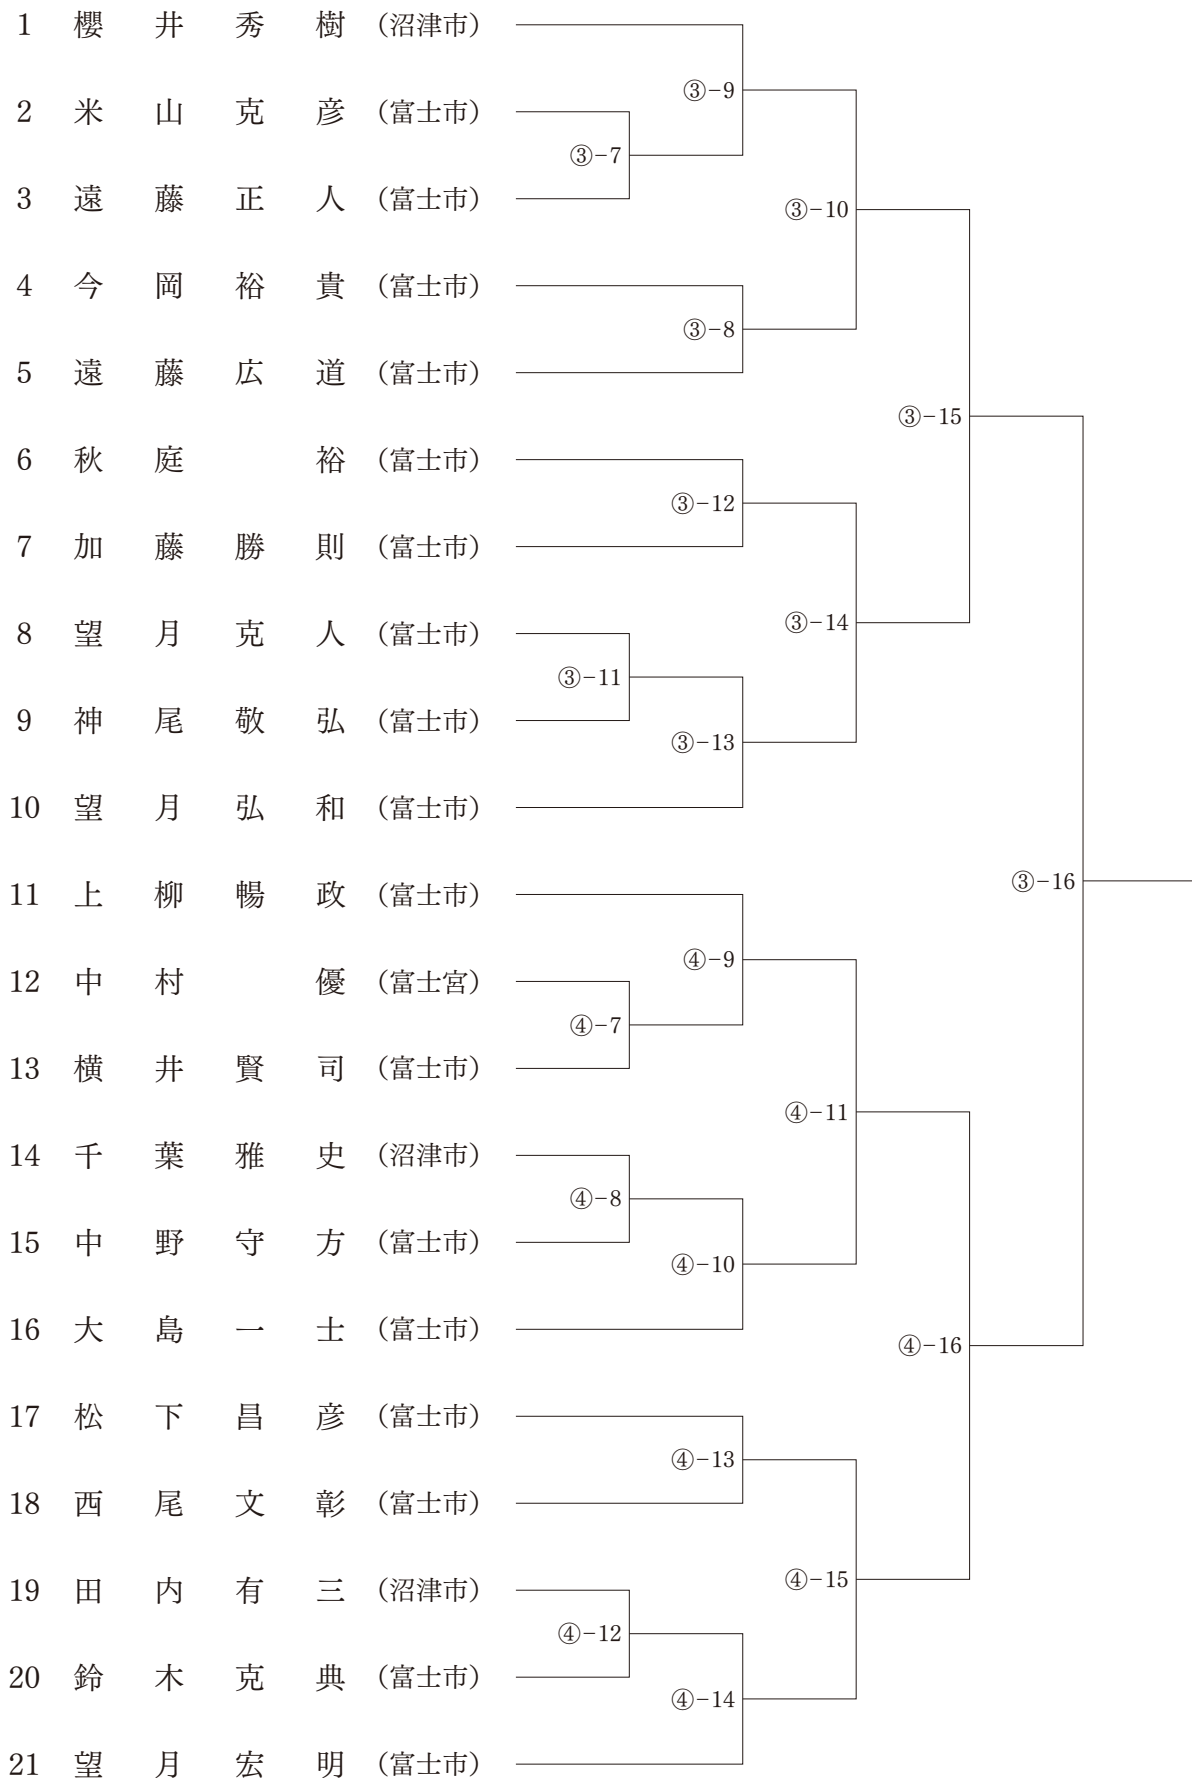 1 櫻井秀樹 (沼津市)
③-9
2 米山克彦 (富士市)
③-7
3 遠藤正人 (富士市)
③-10
4 今岡裕貴 (富士市)
③-8
5 遠藤広道 (富士市)
③-15
6 秋庭 裕 (富士市)
③-12
7 加藤勝則 (富士市)
③-14
8 望月克人 (富士市)
③-11
9 神尾敬弘 (富士市)
③-13
10 望月弘和 (富士市)
③-16
11 上柳暢政 (富士市)
④-9
12 中村 優 (富士宮)
④-7
13 横井賢司 (富士市)
④-11
14 千葉雅史 (沼津市)
④-8
15 中野守方 (富士市)
④-10
16 大島一士 (富士市)
④-16
17 松下昌彦 (富士市)
④-13
18 西尾文彰 (富士市)
④-15
19 田内有三 (沼津市)
④-12
20 鈴木克典 (富士市)
④-14
21 望月宏明 (富士市)